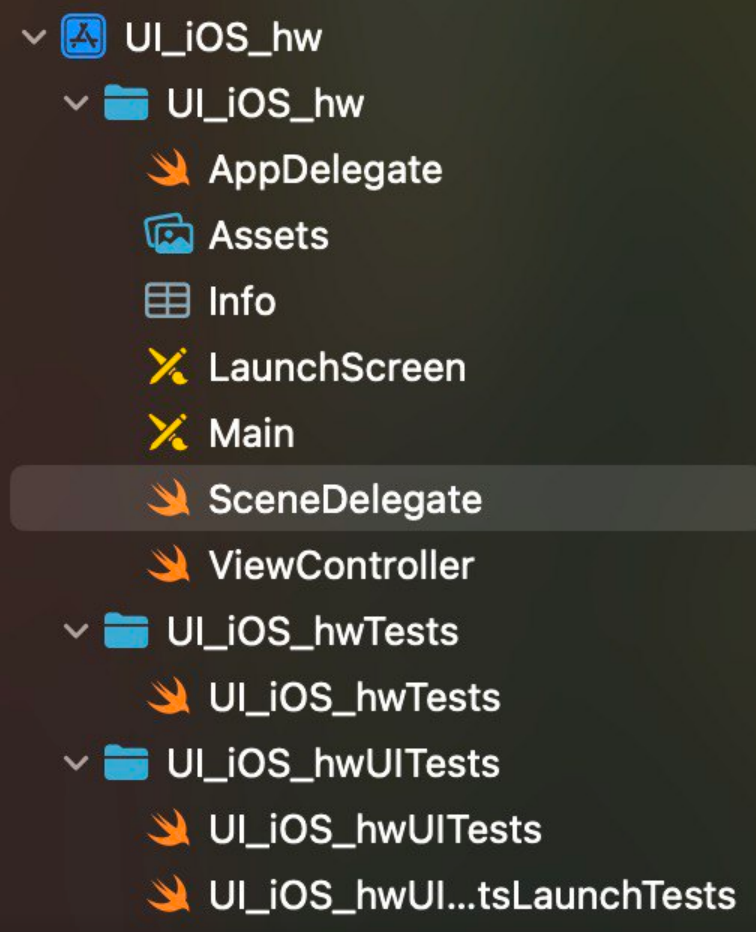 UI_iOS_hw
UI_iOS_hw
AppDelegate
Assets
Info
LaunchScreen
Main
SceneDelegate
ViewController
UI_iOS_hwTests
UI_iOS_hwTests
UI_iOS_hwUITests
UI_iOS_hwUITests
UI_iOS_hwUI...tsLaunchTests